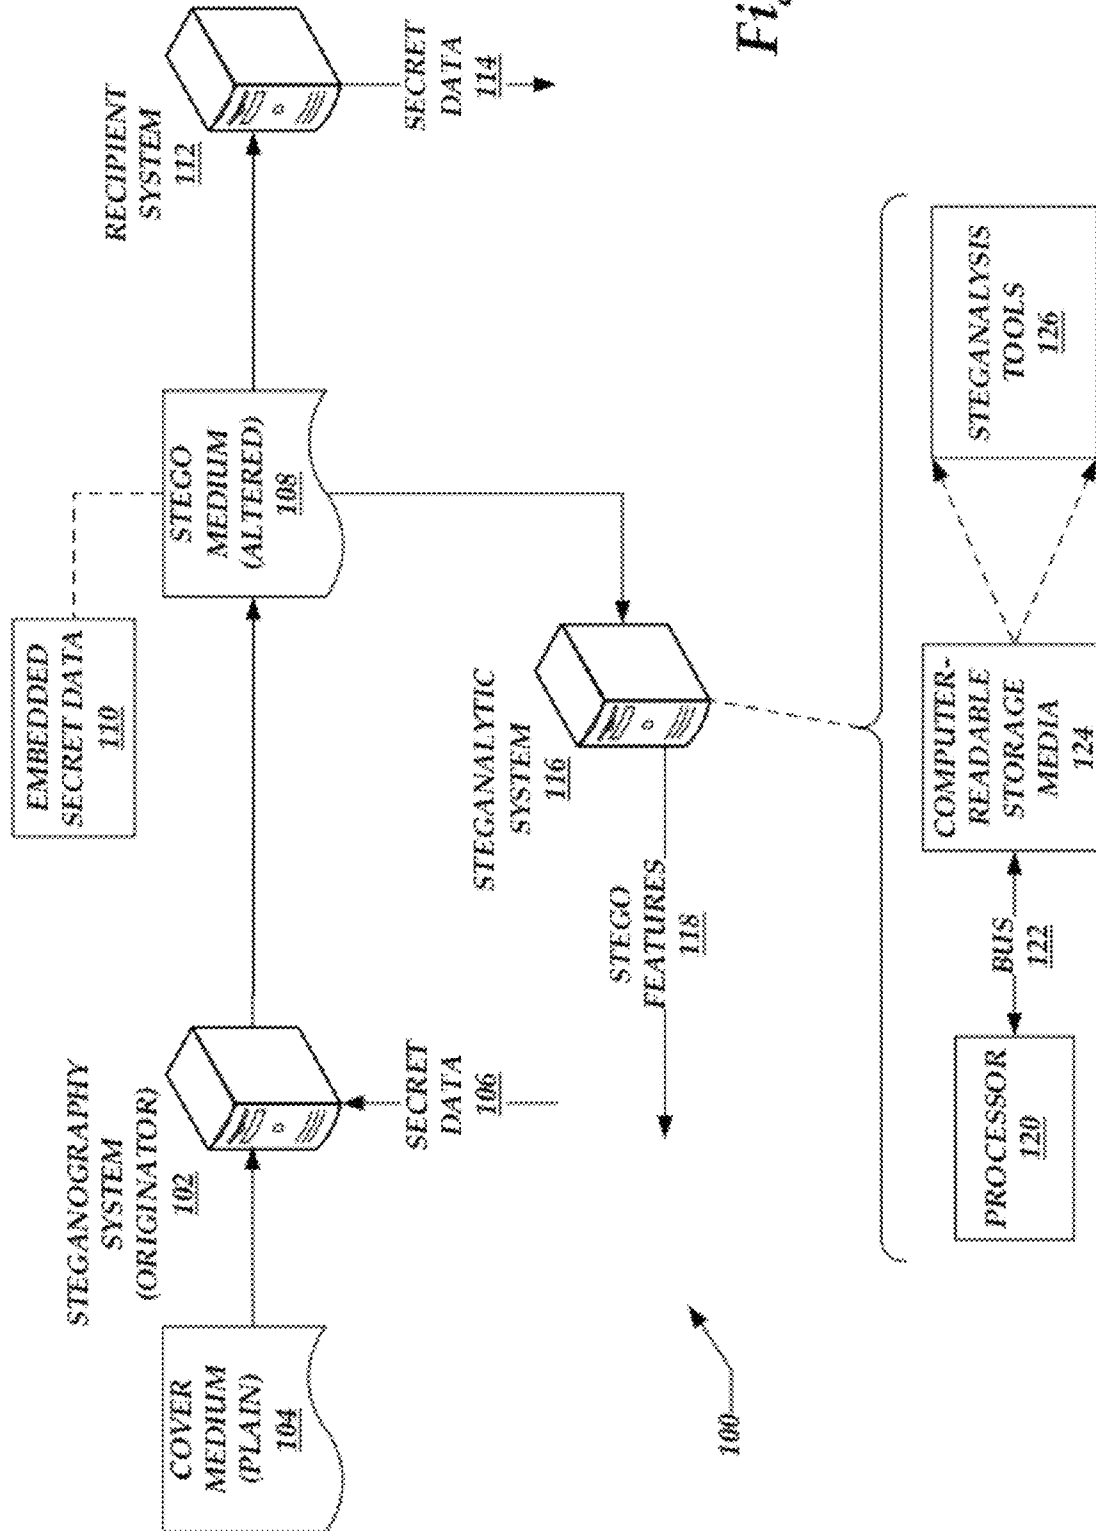 EMBEDDED
SECRET DATA
110
COVER
MEDIUM
(PLAIN)
104
STEGANOGRAPHY
SYSTEM
(ORIGINATOR)
102
STEGO
MEDIUM
(ALTERED)
108
RECIPIENT
SYSTEM
112
SECRET
DATA
106
SECRET
DATA
114
STEGANALYTIC
SYSTEM
116
STEGO
FEATURES
118
100
PROCESSOR
120
BUS
122
COMPUTER-
READABLE
STORAGE
MEDIA
124
STEGANALYSIS
TOOLS
126